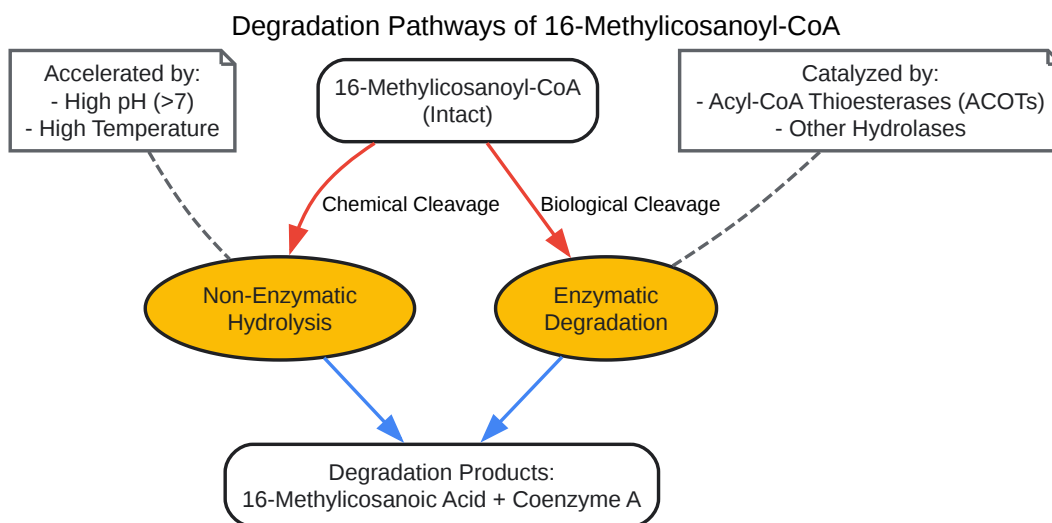 Degradation Pathways of 16-Methylicosanoyl-CoA
Accelerated by:
- High pH (>7)
- High Temperature
16-Methylicosanoyl-CoA
(Intact)
Catalyzed by:
- Acyl-CoA Thioesterases (ACOTs)
- Other Hydrolases
Chemical Cleavage
Biological Cleavage
Non-Enzymatic
Hydrolysis
Enzymatic
Degradation
Degradation Products:
16-Methylicosanoic Acid + Coenzyme A